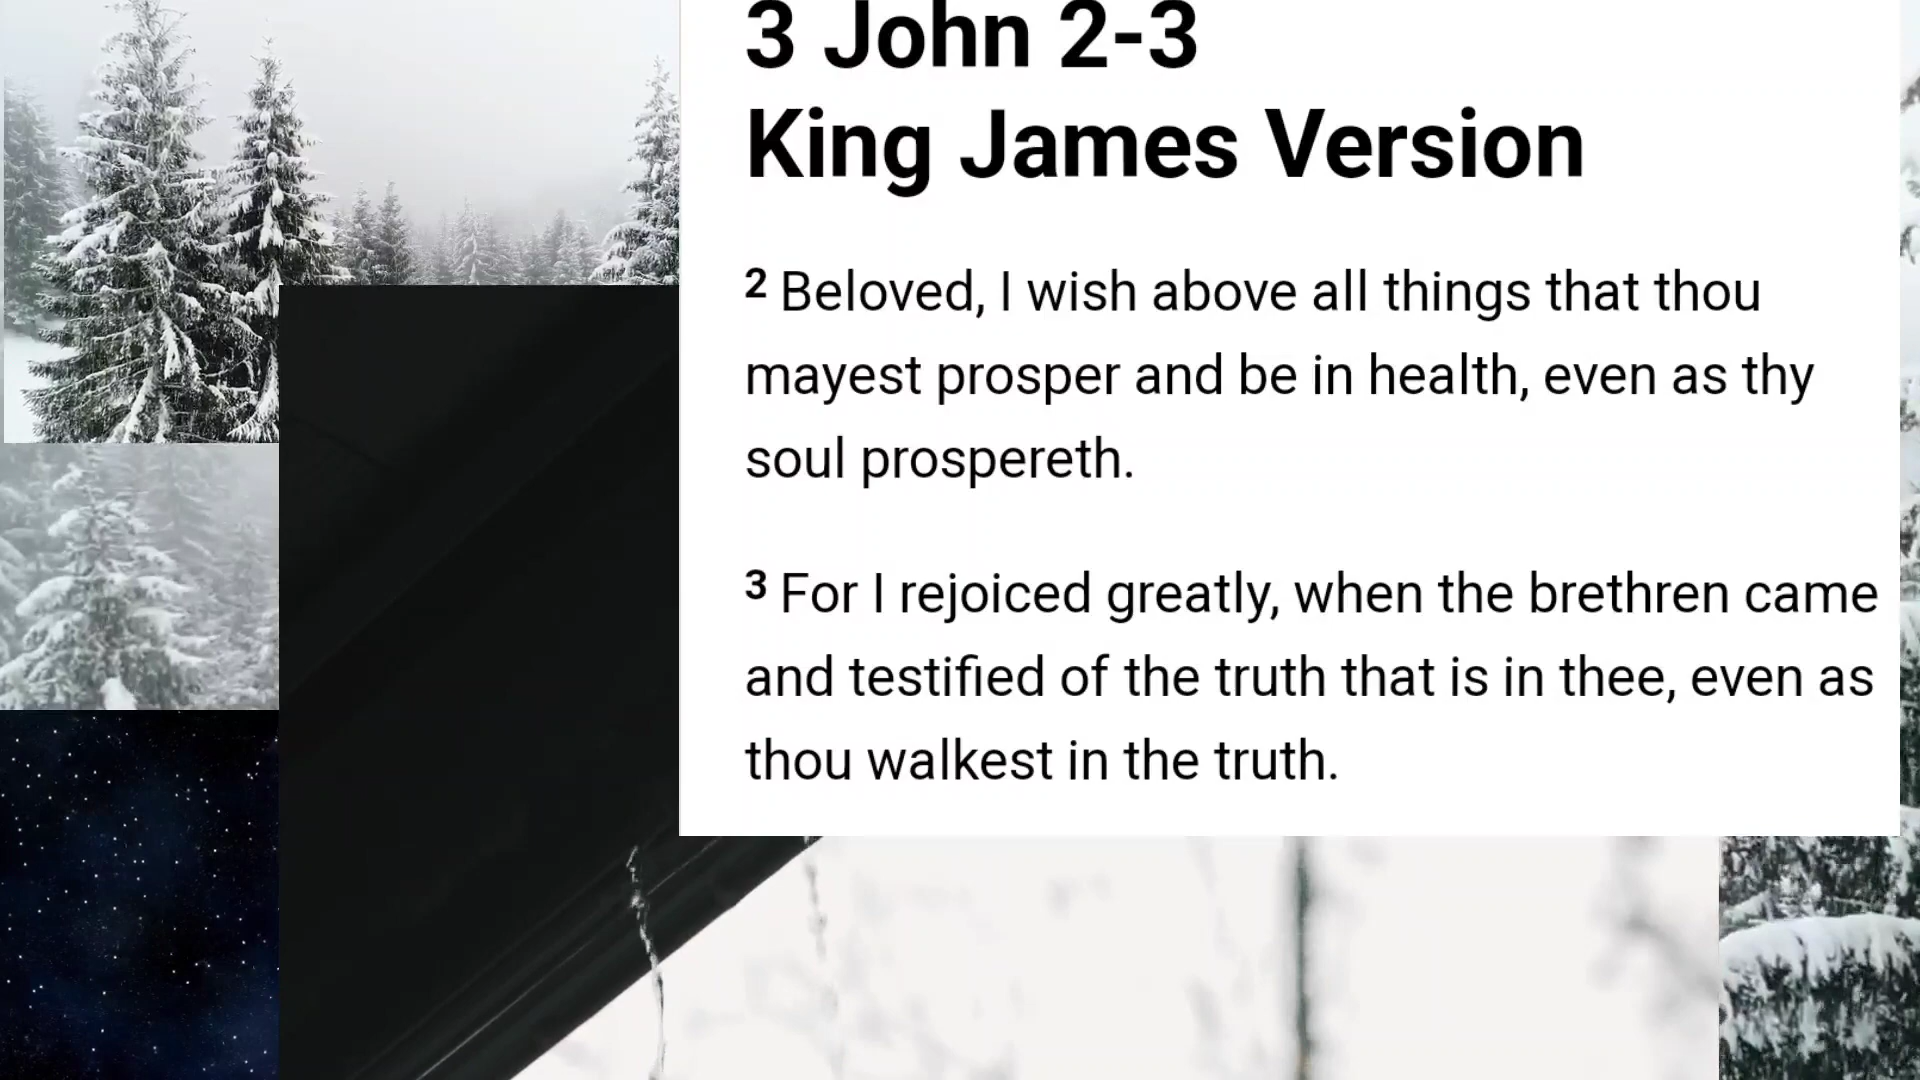 3 John 2-3
King James Version
2 Beloved, I wish above all things that thou
mayest prosper and be in health, even as thy
soul prospereth.
3 For I rejoiced greatly, when the brethren came
and testified of the truth that is in thee, even as
thou walkest in the truth.